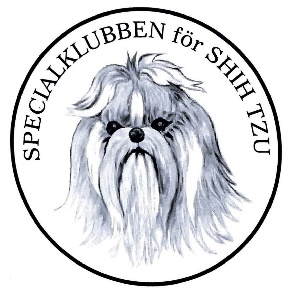 SPECIALKLUBBEN för SHIH TZU